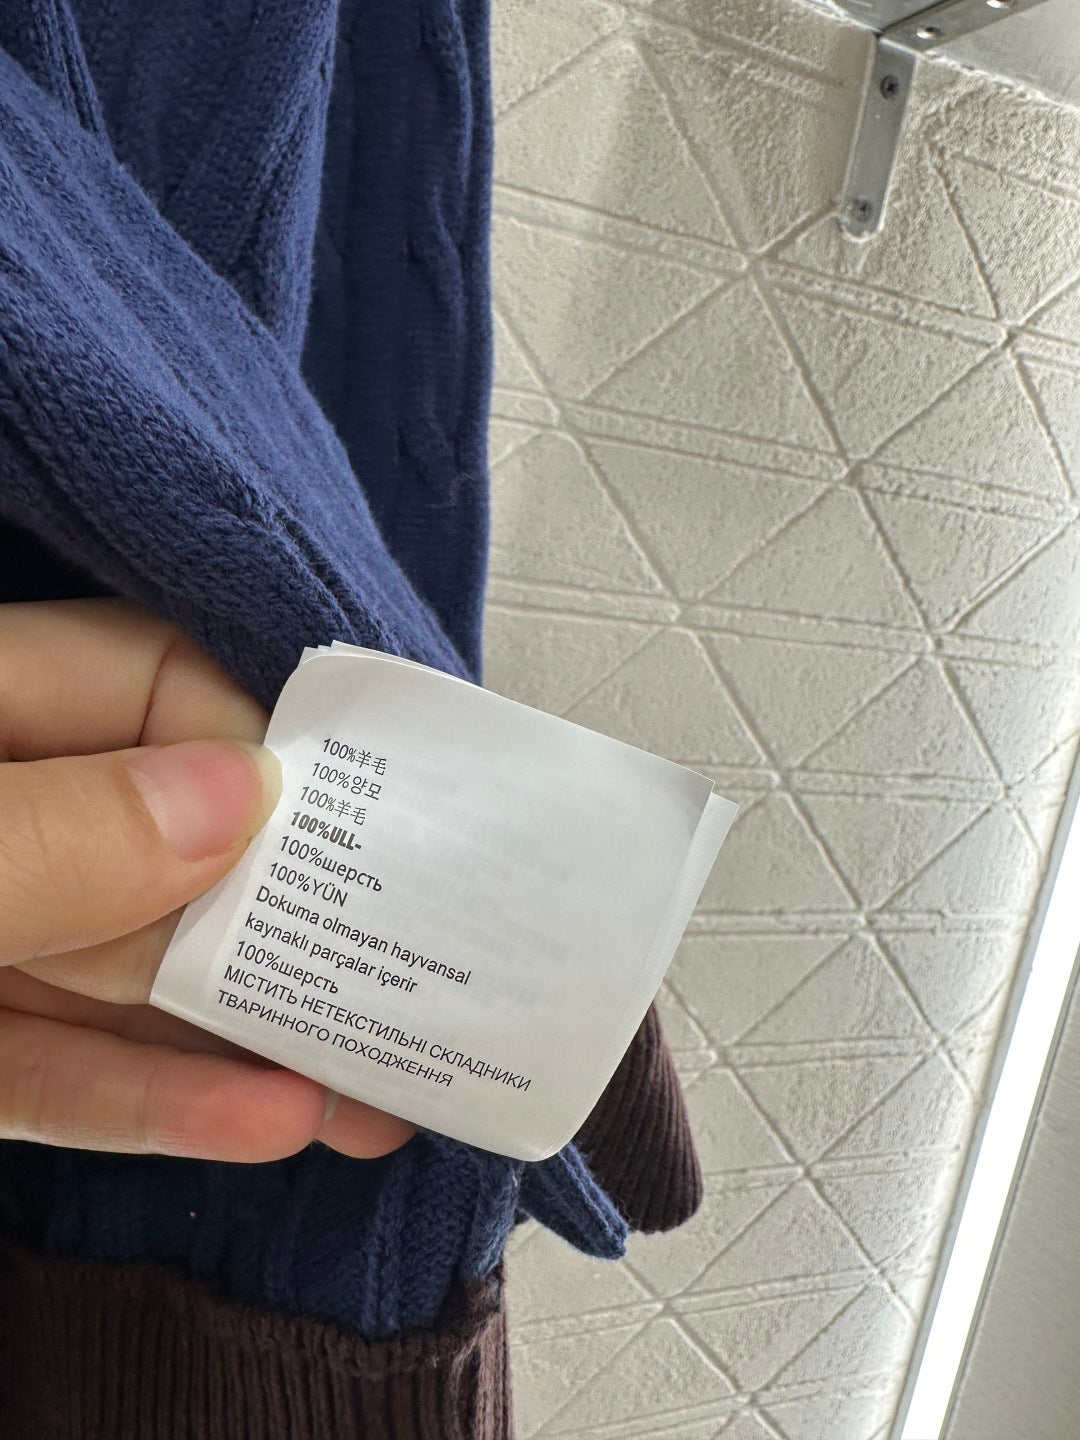 100%羊毛
100%양모
100%羊毛
100%ULL-
100%шерсть
100%YÜN
Dokuma olmayan hayvansal
kaynaklı parçalar içerir
100%шерсть
МІСТИТЬ НЕТЕКСТИЛЬНІ СКЛАДНИКИ
ТВАРИННОГО ПОХОДЖЕННЯ